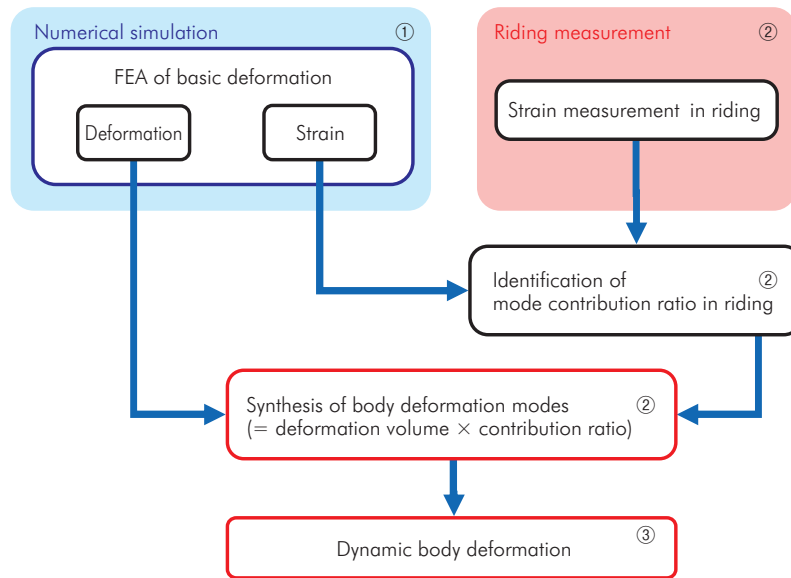 Numerical simulation ①
FEA of basic deformation
Deformation
Strain
Riding measurement ②
Strain measurement in riding
Identification of ②
mode contribution ratio in riding
Synthesis of body deformation modes ②
(= deformation volume × contribution ratio)
Dynamic body deformation ③